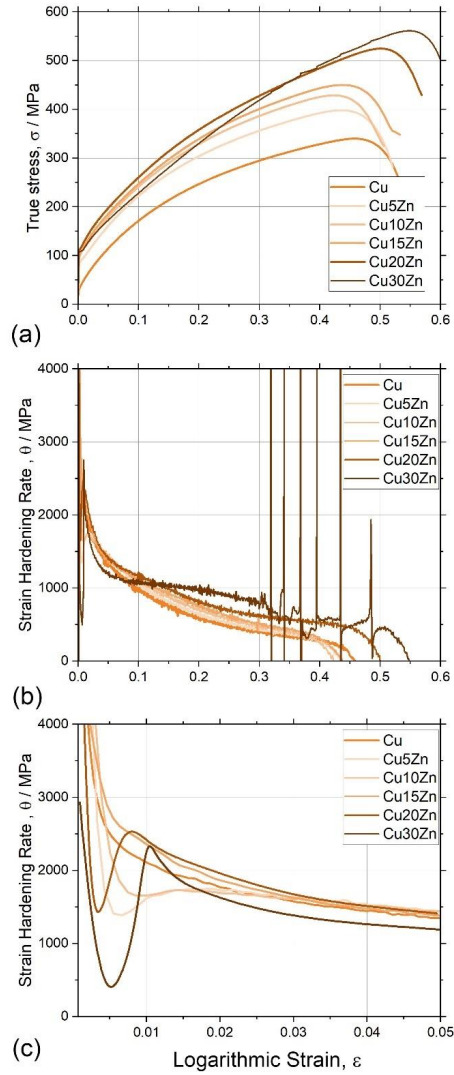 600
500
400
300
200
100
0
True stress, σ / MPa
Cu
Cu5Zn
Cu10Zn
Cu15Zn
Cu20Zn
Cu30Zn
0.0 0.1 0.2 0.3 0.4 0.5 0.6
(a)
4000
3000
2000
1000
0
Strain Hardening Rate , θ / MPa
Cu
Cu5Zn
Cu10Zn
Cu15Zn
Cu20Zn
Cu30Zn
0.0 0.1 0.2 0.3 0.4 0.5 0.6
(b)
4000
3000
2000
1000
0
Strain Hardening Rate , θ / MPa
Cu
Cu5Zn
Cu10Zn
Cu15Zn
Cu20Zn
Cu30Zn
0.01 0.02 0.03 0.04 0.05
(c)
Logarithmic Strain, ε